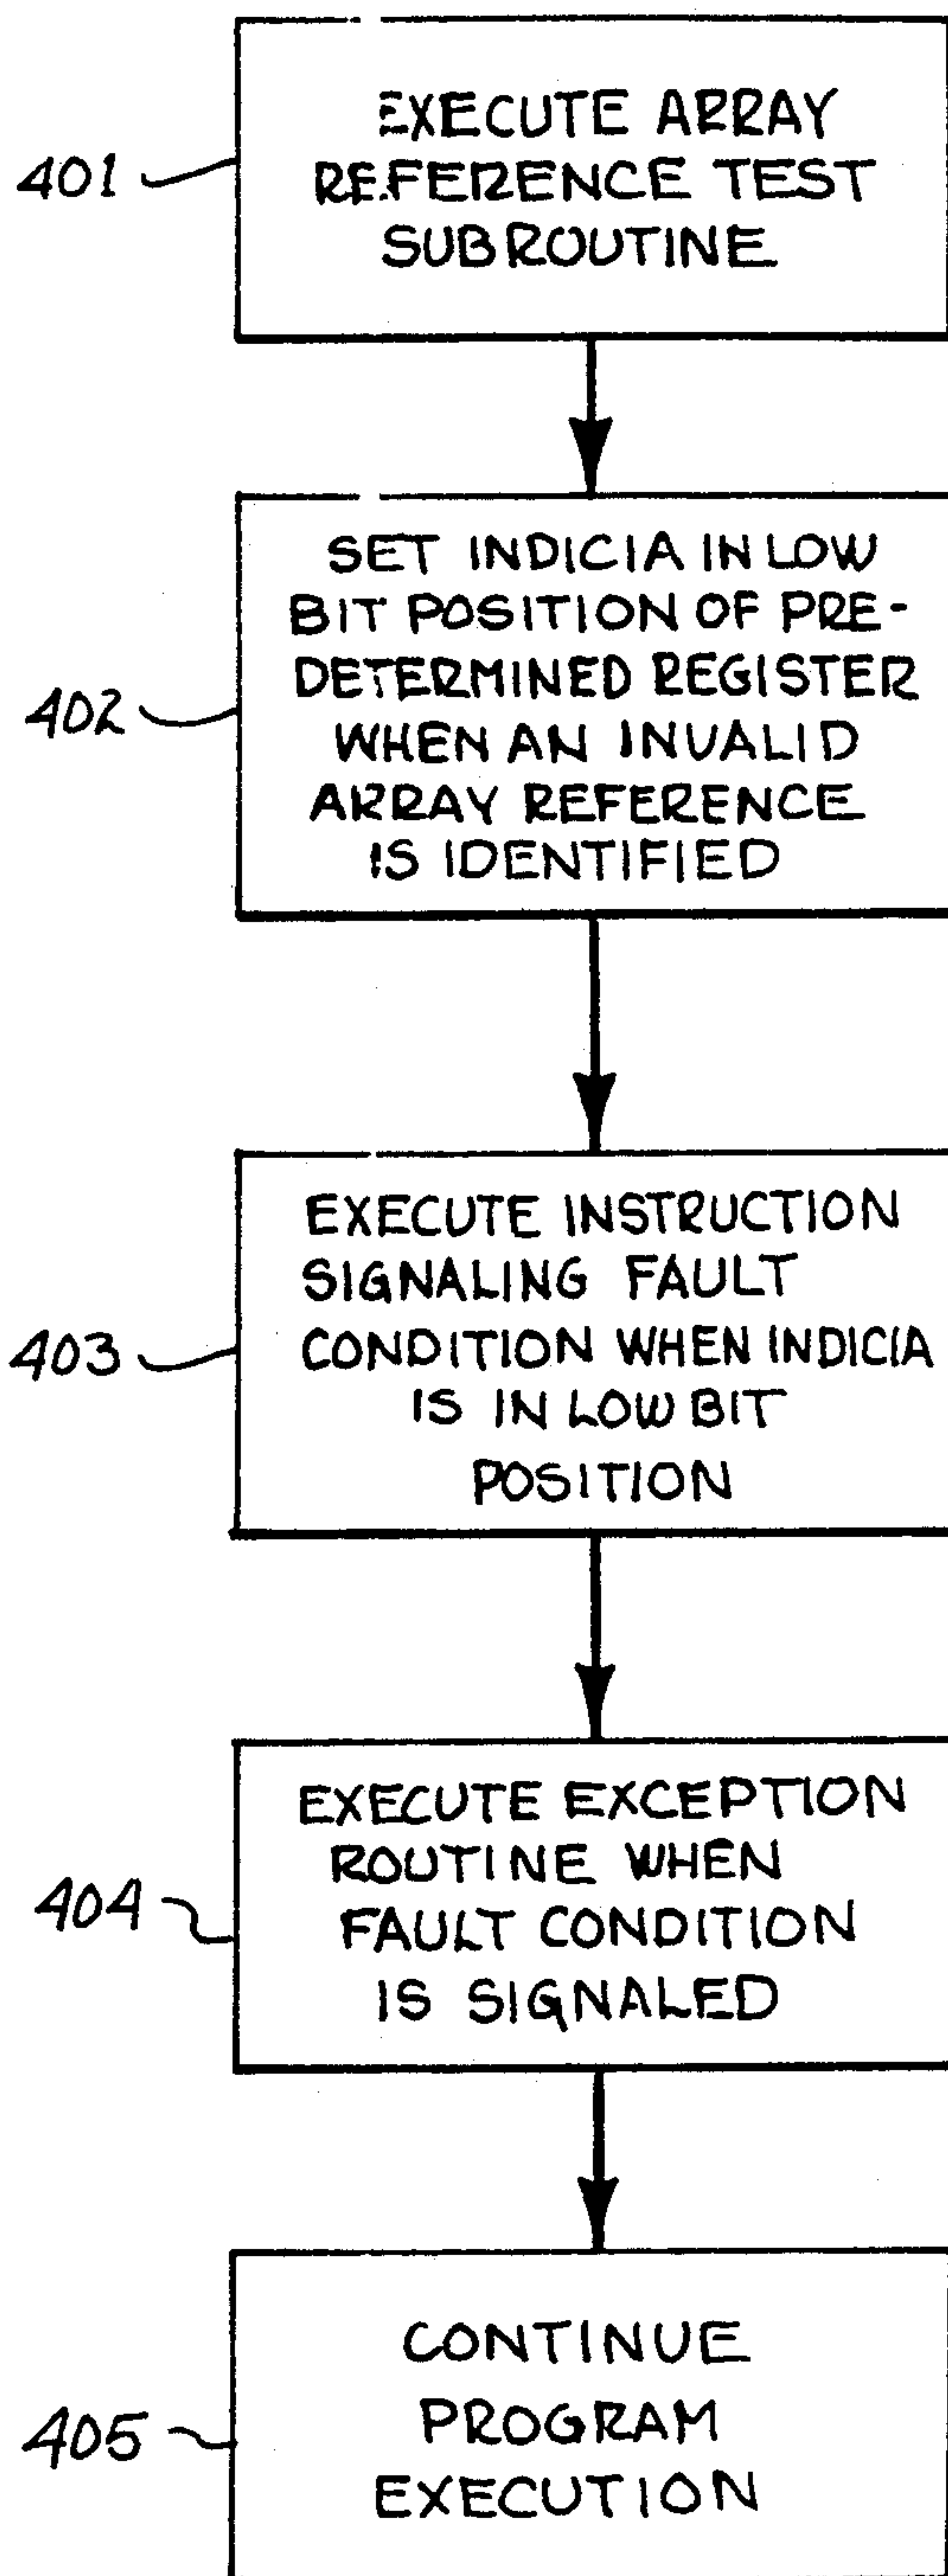 EXECUTE ARRAY
401 REFERENCE TEST
SUBROUTINE
SET INDICIA IN LOW
BIT POSITION OF PRE-
DETERMINED REGISTER
402 WHEN AN INVALID
ARRAY REFERENCE
IS IDENTIFIED
EXECUTE INSTRUCTION
SIGNALING FAULT
403 CONDITION WHEN INDICIA
IS IN LOW BIT
POSITION
EXECUTE EXCEPTION
ROUTINE WHEN
404 FAULT CONDITION
IS SIGNALED
CONTINUE
PROGRAM
405 EXECUTION